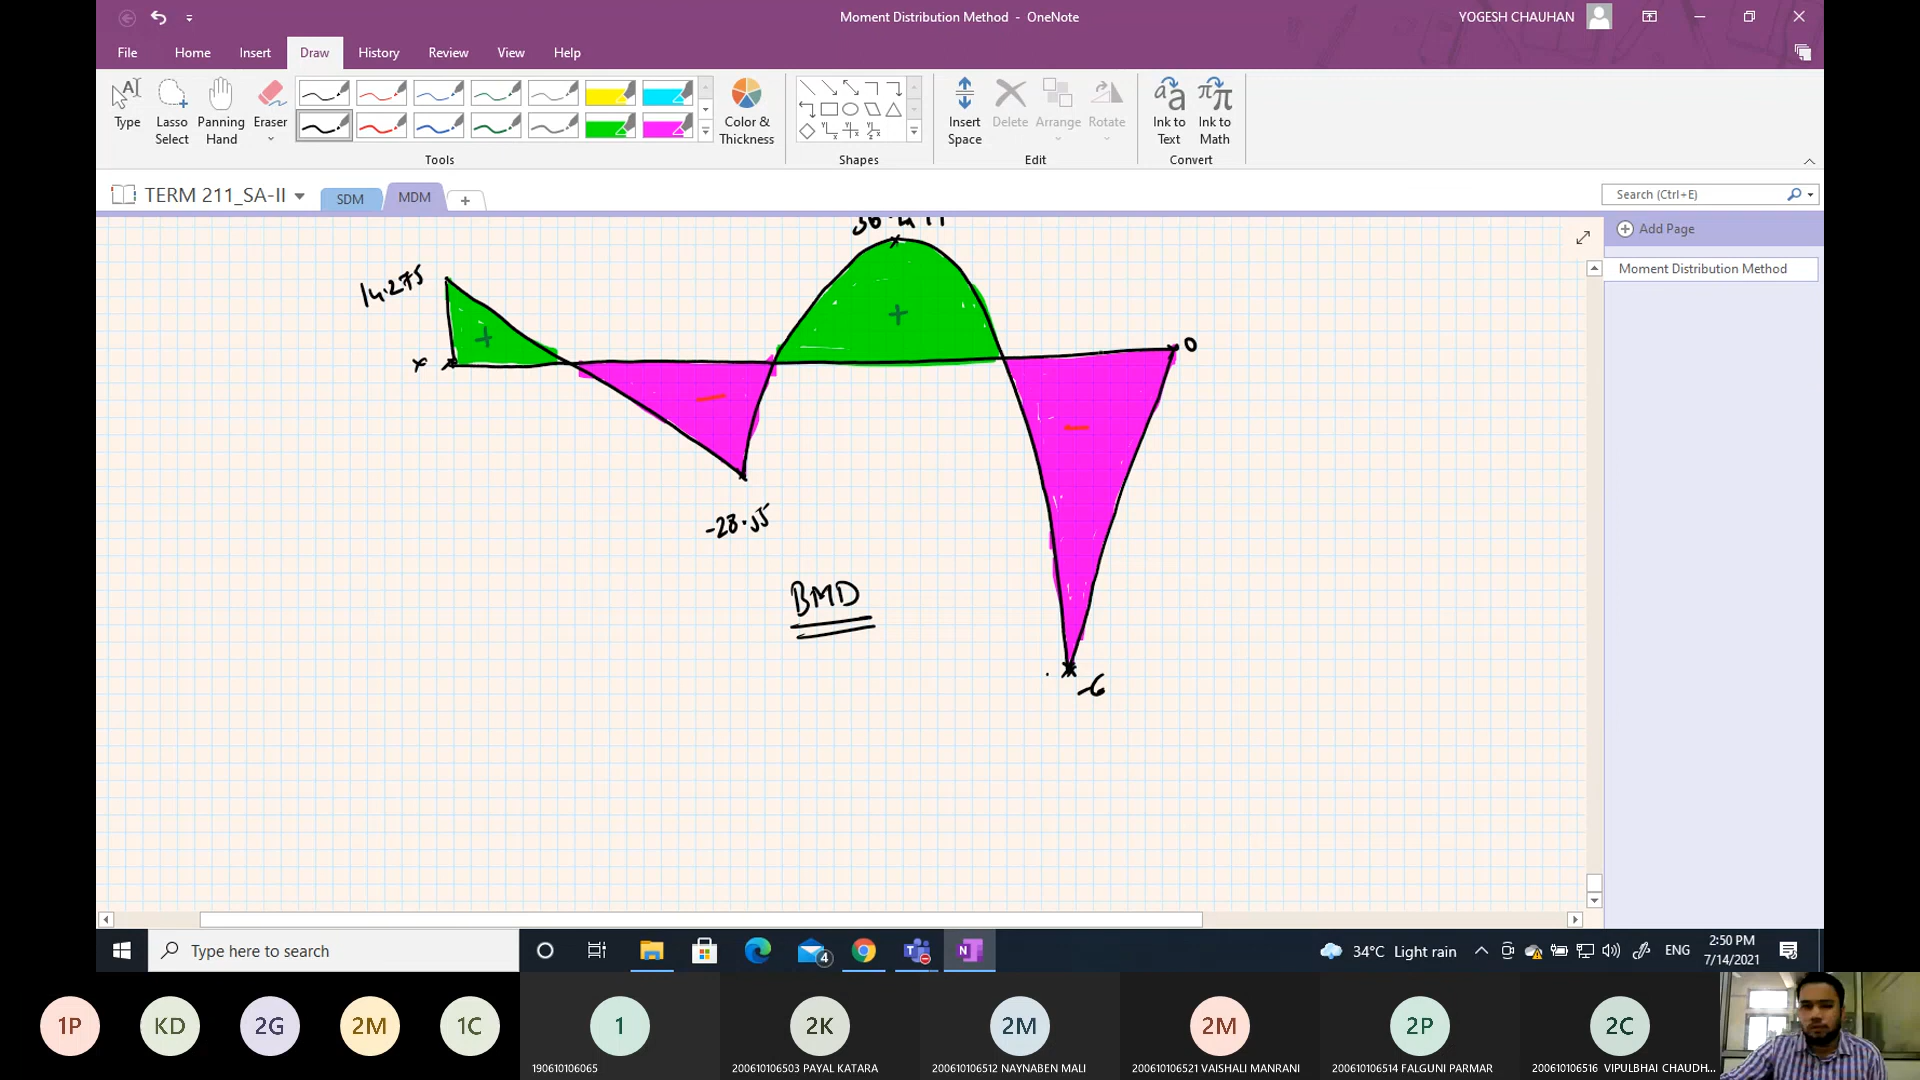 Moment Distribution Method - OneNote
YOGESH CHAUHAN
File Home Insert Draw History Review View Help
Type
Lasso Select
Panning Hand
Eraser
Color & Thickness
Insert Space
Delete
Arrange
Rotate
Ink to Text
Ink to Math
Tools
Shapes
Edit
Convert
TERM 211_SA-II
SDM
MDM
Search (Ctrl+E)
Add Page
Moment Distribution Method
14.275
+
+
0
x
-28.55
BMD
-6
Type here to search
4
34°C Light rain
ENG
2:50 PM
7/14/2021
1P
KD
2G
2M
1C
1
2K
2M
2M
2P
2C
190610106065
200610106503 PAYAL KATARA
200610106512 NAYNABEN MALI
200610106521 VAISHALI MANRANI
200610106514 FALGUNI PARMAR
200610106516 VIPULBHAI CHAUDH...